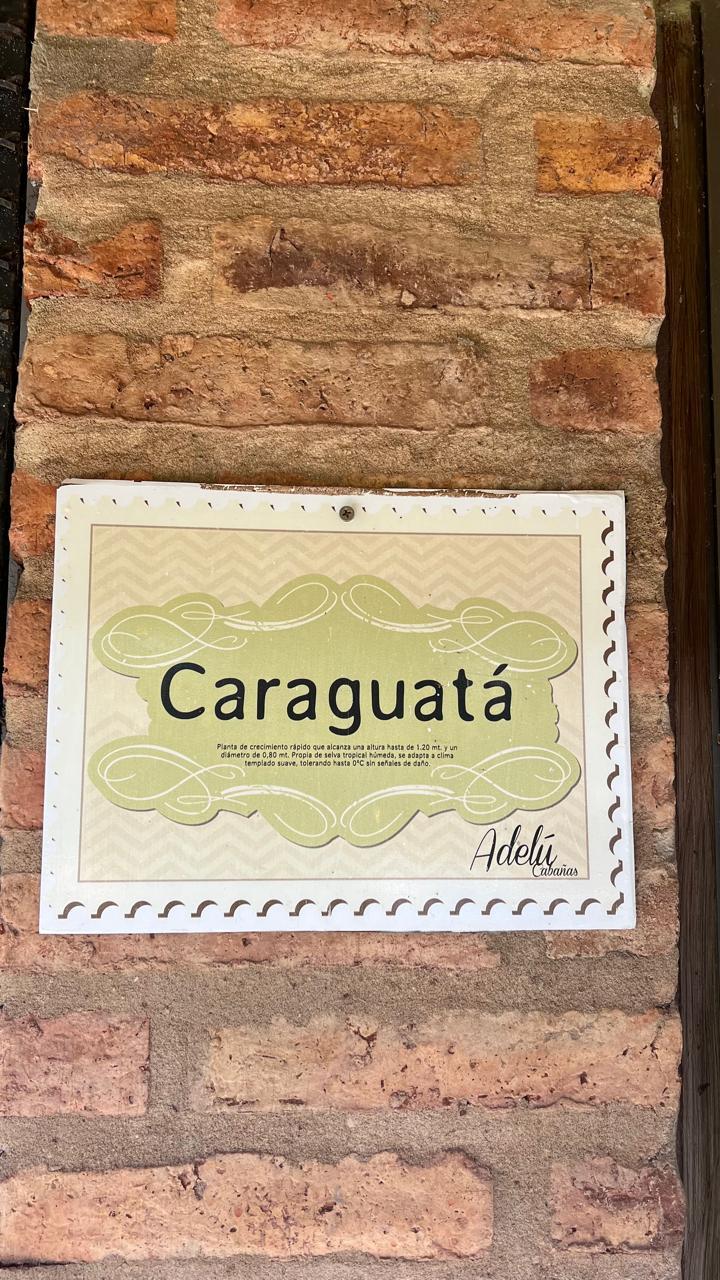 Caraguatá
Planta de crecimiento rápido que alcanza una altura hasta de 1.20 mt. y un
diámetro de 0,80 mt. Propia de selva tropical húmeda, se adapta a clima
templado suave, tolerando hasta 0°C sin señales de daño.
Adelú
Cabañas